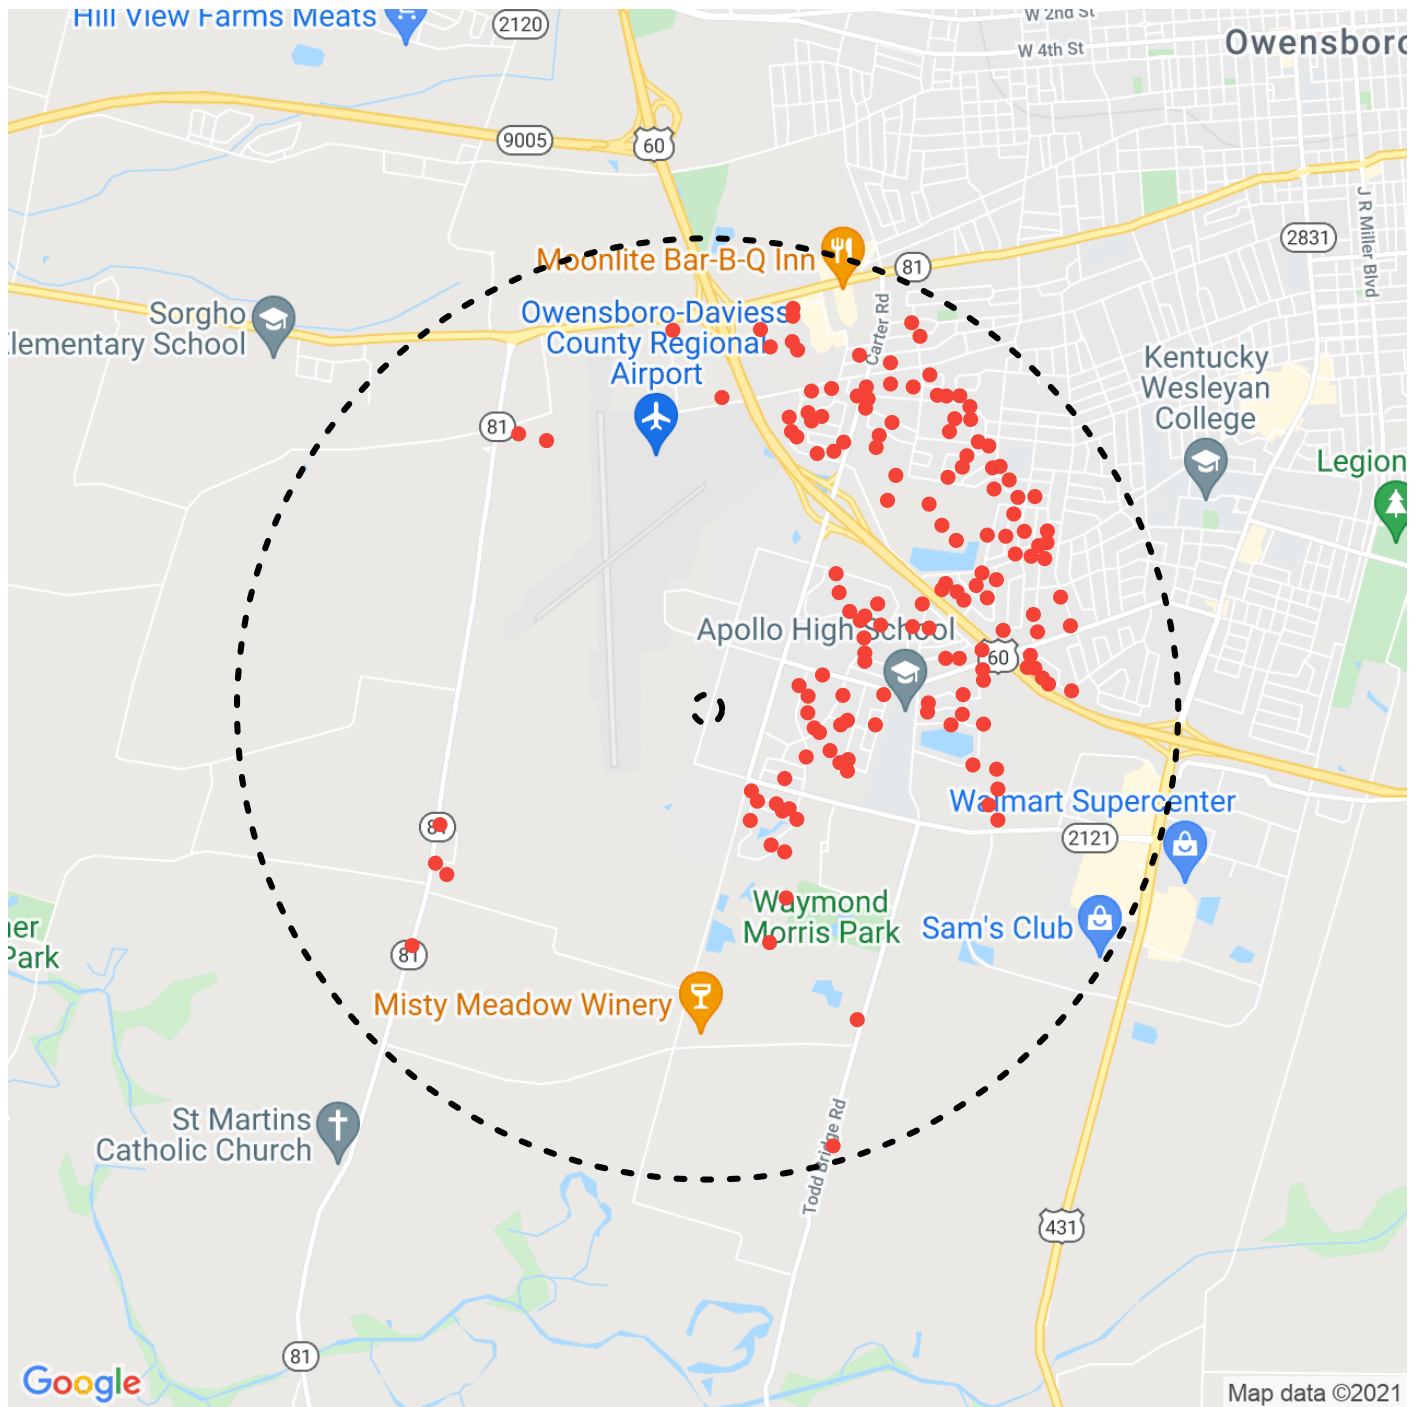 Hill View Farms Meats
2120
W 2nd St
W 4th St
Owensboro
9005
60
J R Miller Blvd
2831
Moonlite Bar-B-Q Inn
81
Sorgho
Elementary School
Owensboro-Daviess
County Regional
Airport
Carter Rd
Kentucky
Wesleyan
College
81
Legion
Apollo High School
60
Walmart Supercenter
81
2121
Waymond
Morris Park
Sam's Club
ner
Park
81
Misty Meadow Winery
St Martins
Catholic Church
Todd Bridge Rd
431
81
Google
Map data ©2021